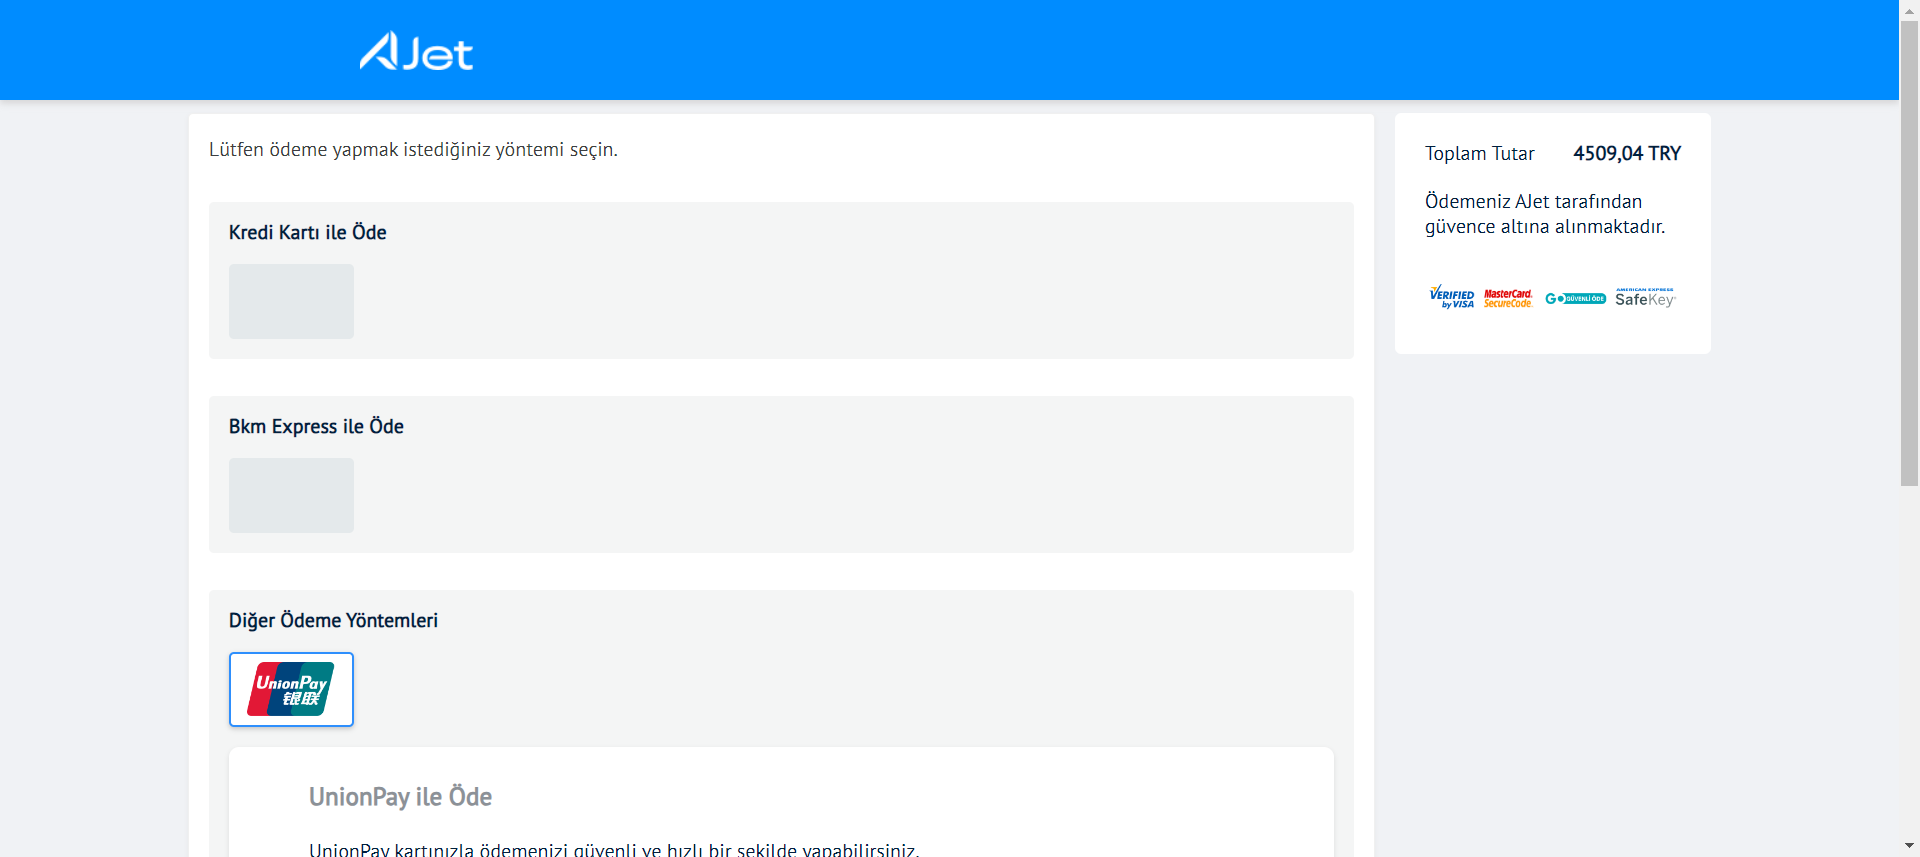 AJet
Lütfen ödeme yapmak istediğiniz yöntemi seçin.
Kredi Kartı ile Öde
Bkm Express ile Öde
Diğer Ödeme Yöntemleri
UnionPay
银联
UnionPay ile Öde
UnionPay kartınızla ödemenizi güvenli ve hızlı bir şekilde yapabilirsiniz.
Toplam Tutar 4509,04 TRY
Ödemeniz AJet tarafından
güvence altına alınmaktadır.
VERIFIED
by VISA
MasterCard.
SecureCode.
GO GÜVENLİ ÖDE
AMERICAN EXPRESS
SafeKey